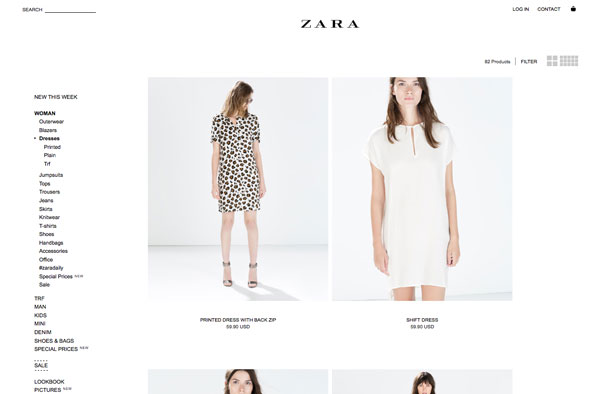 SEARCH
LOG IN CONTACT
ZARA
92 Products FILTER
NEW THIS WEEK
WOMAN
Outerwear
Blazers
Dresses
Printed
Plain
Trf
Jumpsuits
Tops
Trousers
Jeans
Skirts
Knitwear
T-shirts
Shoes
Handbags
Accessories
Office
#zaradaily
Special Prices NEW
Sale
TRF
MAN
KIDS
MINI
DENIM
SHOES & BAGS
SPECIAL PRICES NEW
SALE
LOOKBOOK
PICTURES NEW
PRINTED DRESS WITH BACK ZIP
59.90 USD
SHIFT DRESS
59.90 USD